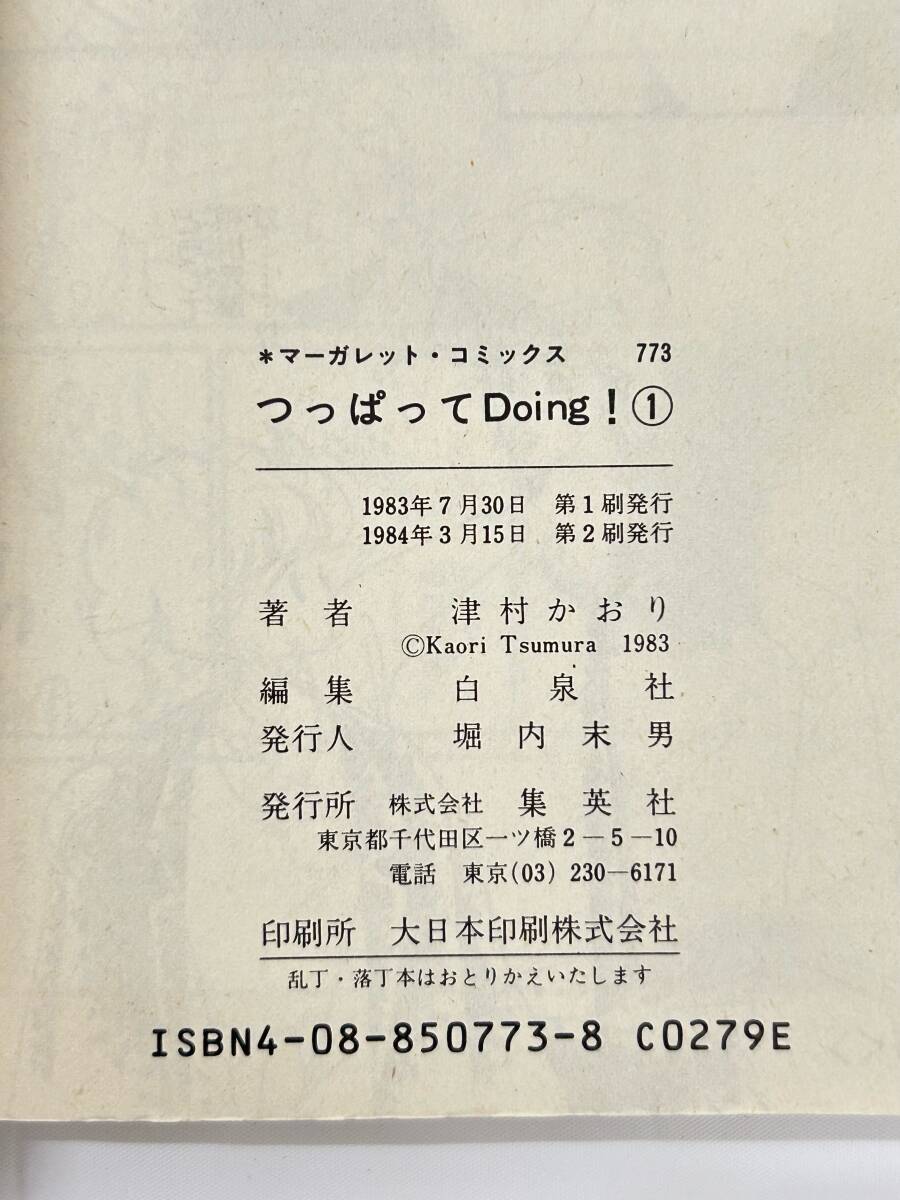 *マーガレット・コミックス 773
つっぱってDoing!①
1983年7月30日 第1刷発行
1984年3月15日 第2刷発行
著者 津村かおり
©Kaori Tsumura 1983
編集 白泉社
発行人 堀内末男
発行所 株式会社 集英社
東京都千代田区一ツ橋2—5—10
電話 東京(03)230—6171
印刷所 大日本印刷株式会社
乱丁・落丁本はおとりかえいたします
ISBN4-08-850773-8 C0279E